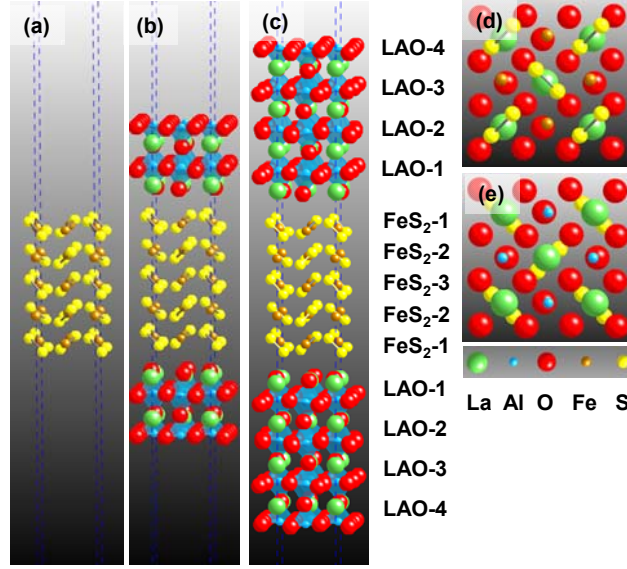 (a)
(b)
(c)
LAO-4
LAO-3
LAO-2
LAO-1
FeS₂-1
FeS₂-2
FeS₂-3
FeS₂-2
FeS₂-1
LAO-1
LAO-2
LAO-3
LAO-4
(d)
(e)
La Al O Fe S